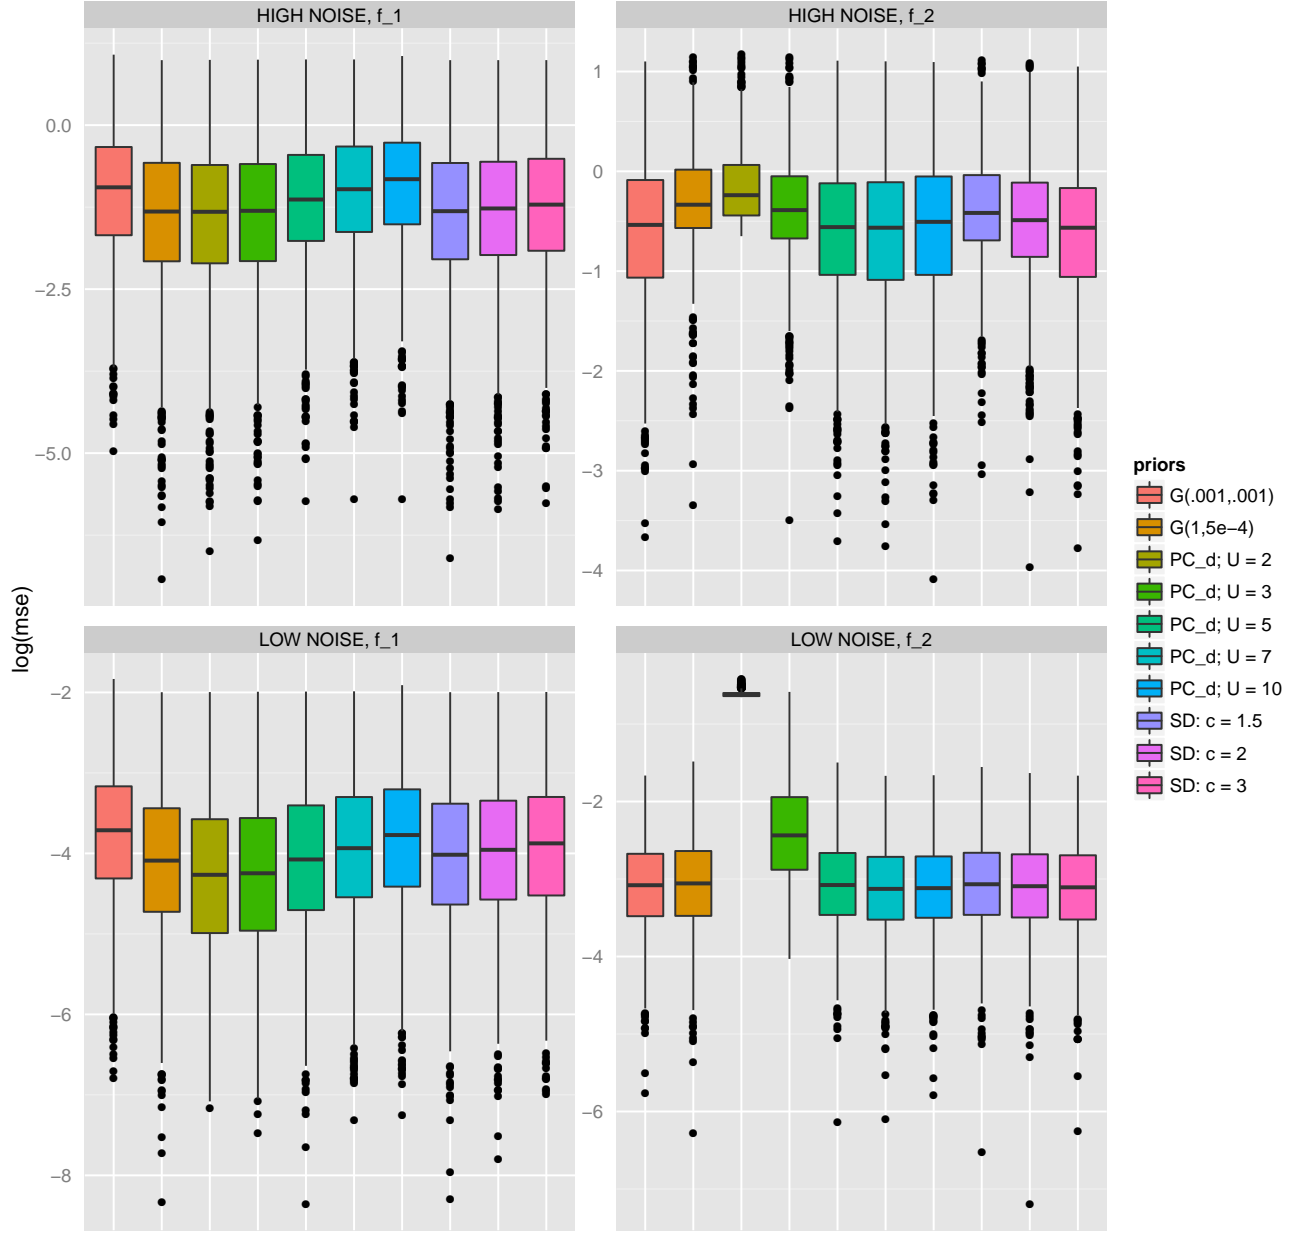 HIGH NOISE, f_1
HIGH NOISE, f_2
0.0
−2.5
−5.0
1
0
−1
−2
−3
−4
log(mse)
LOW NOISE, f_1
LOW NOISE, f_2
−2
−4
−6
−8
−2
−4
−6
priors
G(.001,.001)
G(1,5e−4)
PC_d; U = 2
PC_d; U = 3
PC_d; U = 5
PC_d; U = 7
PC_d; U = 10
SD: c = 1.5
SD: c = 2
SD: c = 3